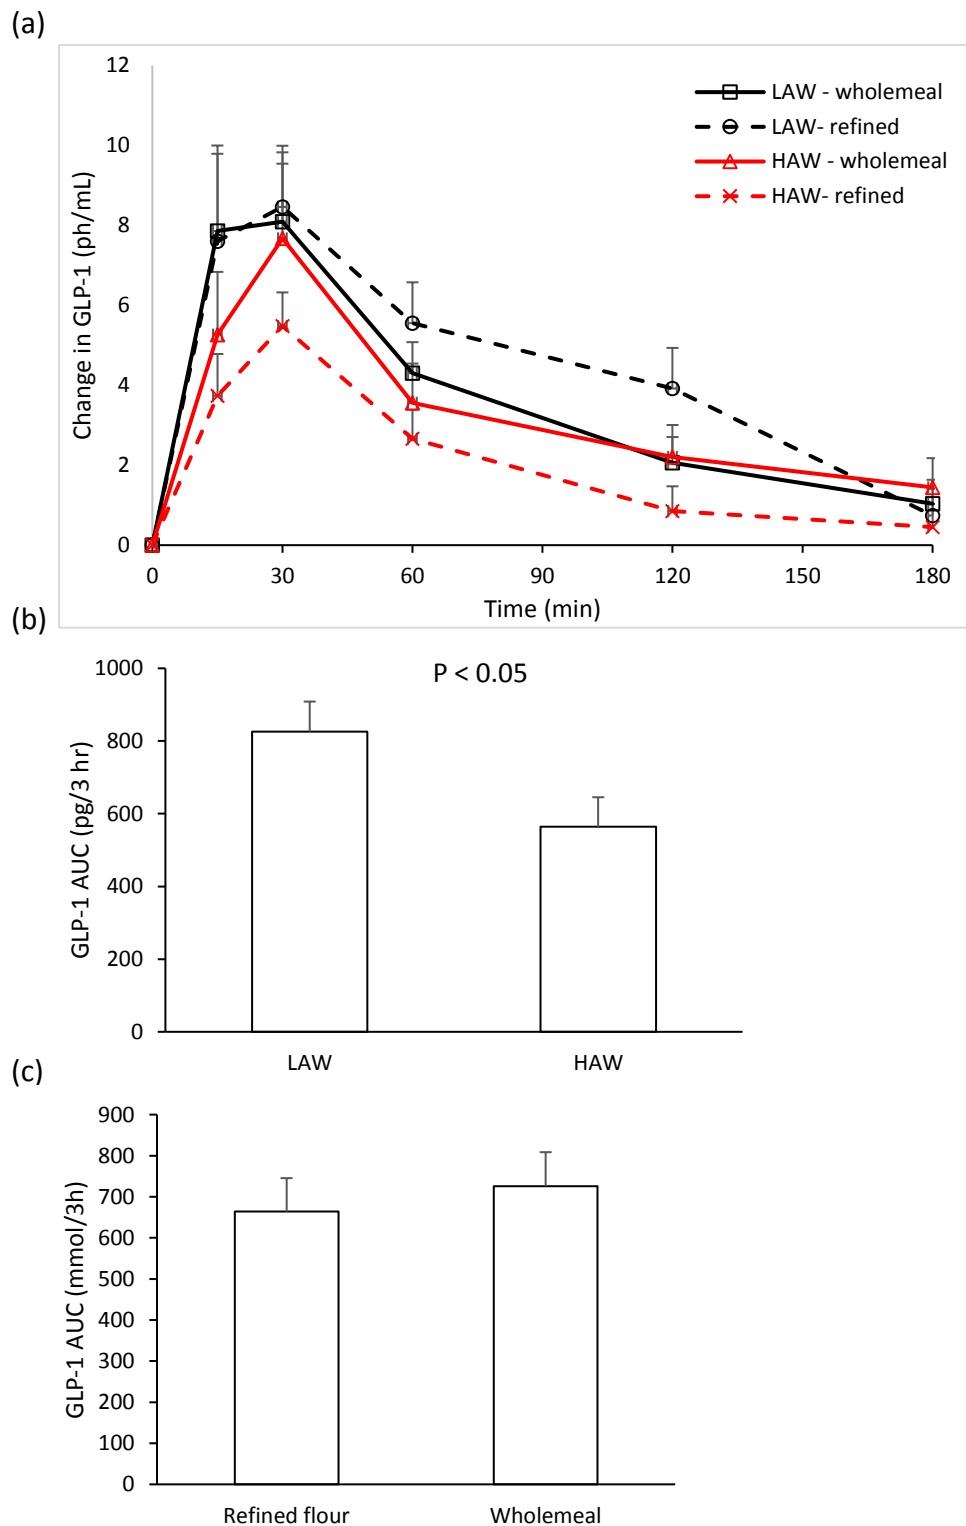 (a)
12
10
8
6
4
2
0
Change in GLP-1 (ph/mL)
LAW - wholemeal
LAW- refined
HAW - wholemeal
HAW- refined
0 30 60 90 120 150 180
Time (min)
(b)
P < 0.05
1000
800
600
400
200
0
GLP-1 AUC (pg/3 hr)
LAW HAW
(c)
900
800
700
600
500
400
300
200
100
0
GLP-1 AUC (mmol/3h)
Refined flour Wholemeal